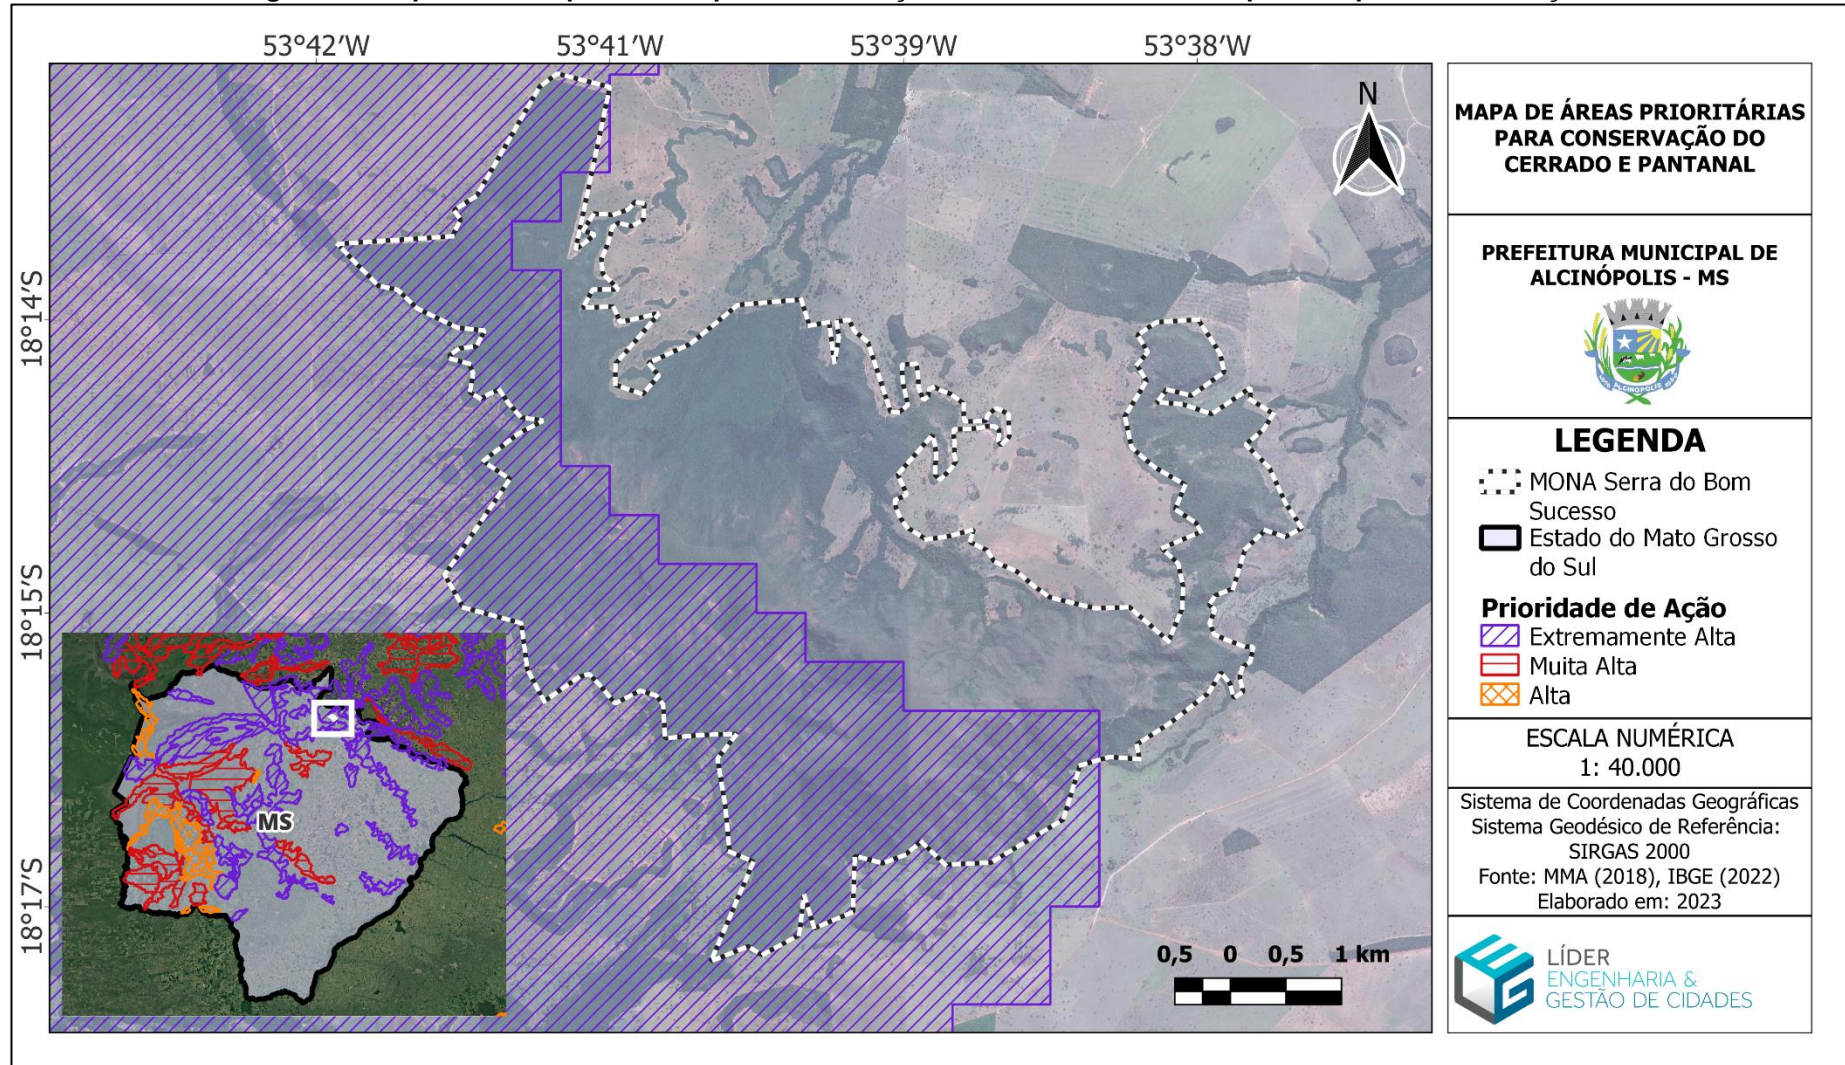 53°42′W 53°41′W 53°39′W 53°38′W
N
18°14′S
18°15′S
18°17′S
MS
0,5 0 0,5 1 km
MAPA DE ÁREAS PRIORITÁRIAS
PARA CONSERVAÇÃO DO
CERRADO E PANTANAL
PREFEITURA MUNICIPAL DE
ALCINÓPOLIS - MS
ALCINOPOLIS
LEGENDA
MONA Serra do Bom
Sucesso
Estado do Mato Grosso
do Sul
Prioridade de Ação
Extremamente Alta
Muita Alta
Alta
ESCALA NUMÉRICA
1: 40.000
Sistema de Coordenadas Geográficas
Sistema Geodésico de Referência:
SIRGAS 2000
Fonte: MMA (2018), IBGE (2022)
Elaborado em: 2023
LÍDER
ENGENHARIA &
GESTÃO DE CIDADES